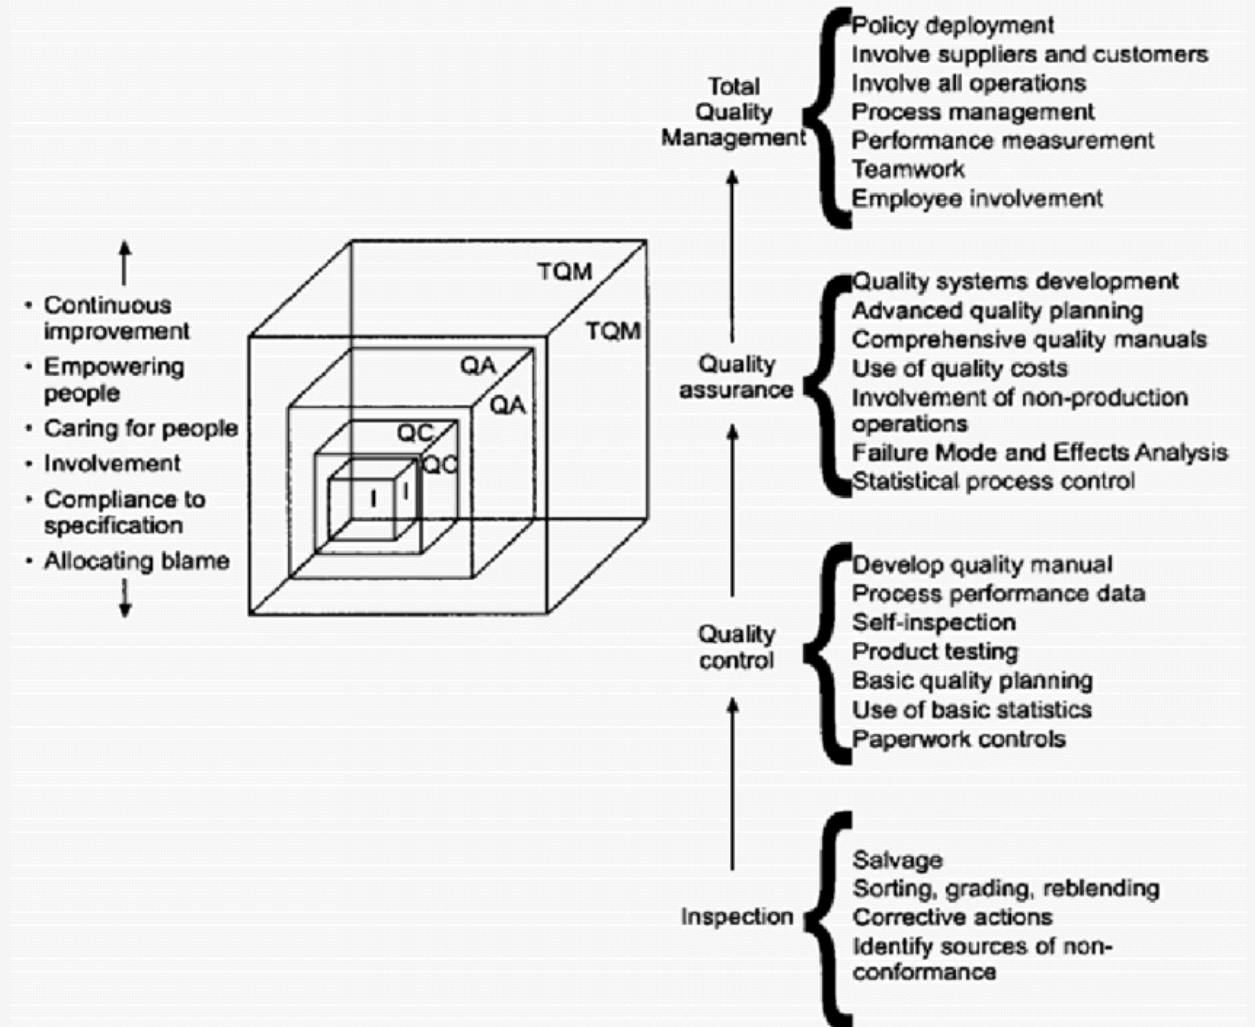 Total
Quality
Management
Policy deployment
Involve suppliers and customers
Involve all operations
Process management
Performance measurement
Teamwork
Employee involvement
• Continuous
improvement
• Empowering
people
• Caring for people
• Involvement
• Compliance to
specification
• Allocating blame
TQM
TQM
QA
QA
QC
QC
I
I
Quality
assurance
Quality systems development
Advanced quality planning
Comprehensive quality manuals
Use of quality costs
Involvement of non-production
operations
Failure Mode and Effects Analysis
Statistical process control
Quality
control
Develop quality manual
Process performance data
Self-inspection
Product testing
Basic quality planning
Use of basic statistics
Paperwork controls
Inspection
Salvage
Sorting, grading, reblending
Corrective actions
Identify sources of non-
conformance